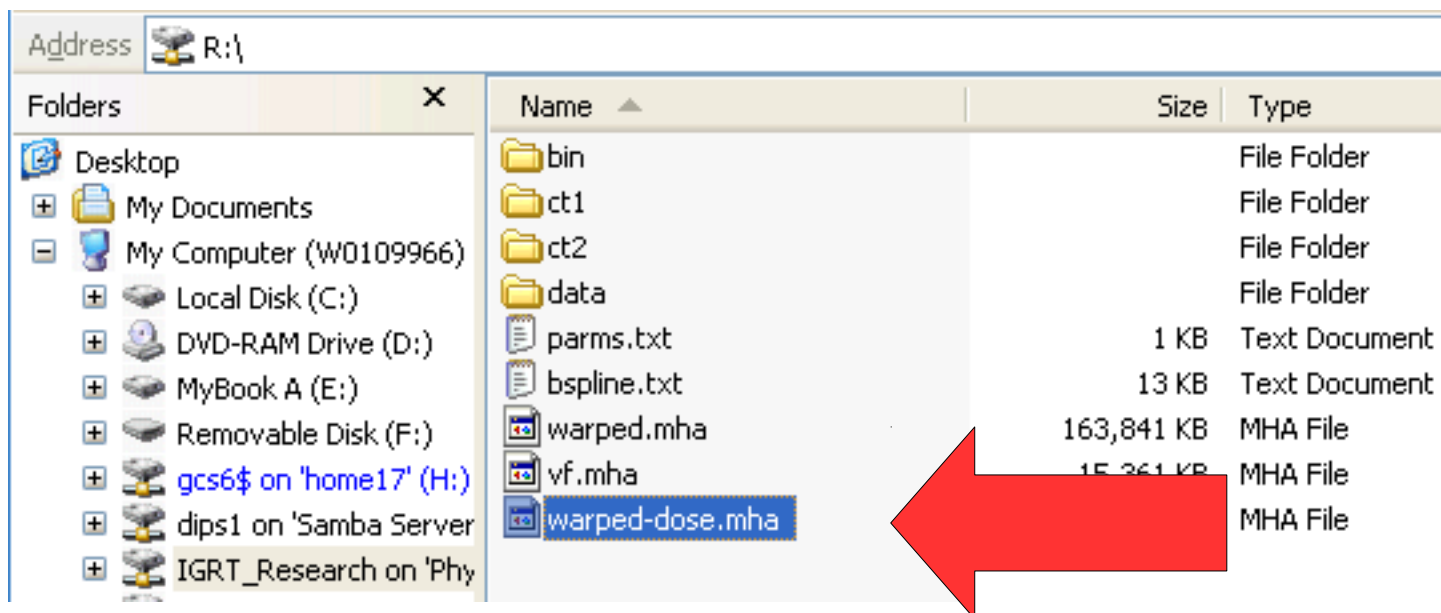 Address R:\
Folders
Desktop
My Documents
My Computer (W0109966)
Local Disk (C:)
DVD-RAM Drive (D:)
MyBook A (E:)
Removable Disk (F:)
gcs6$ on 'home17' (H:)
dips1 on 'Samba Server
IGRT_Research on 'Phy
Name Size Type
bin File Folder
ct1 File Folder
ct2 File Folder
data File Folder
parms.txt 1 KB Text Document
bspline.txt 13 KB Text Document
warped.mha 163,841 KB MHA File
vf.mha 15,361 KB MHA File
warped-dose.mha MHA File